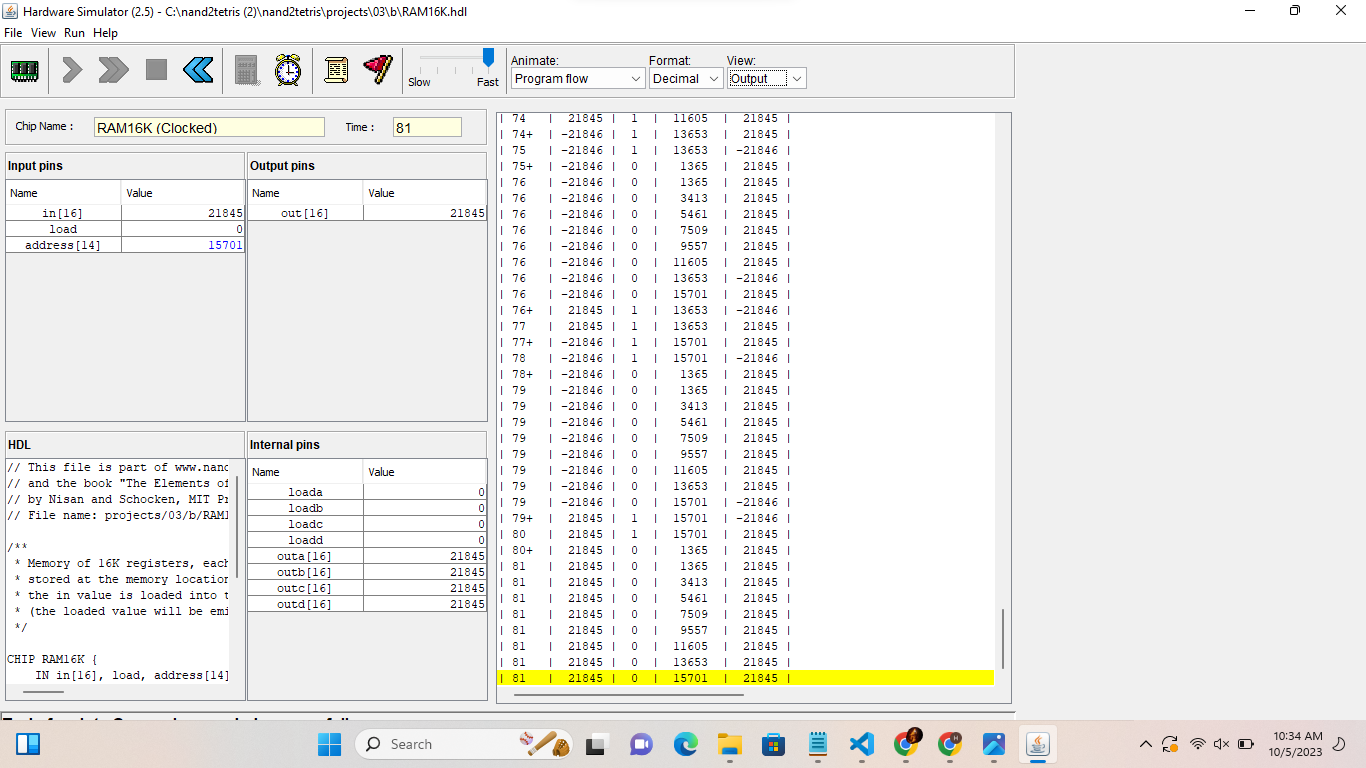 Hardware Simulator (2.5) - C:\nand2tetris (2)\nand2tetris\projects\03\b\RAM16K.hdl
File View Run Help
Slow Fast
Animate: Format: View:
Program flow Decimal Output
Chip Name : RAM16K (Clocked) Time : 81
Input pins
Name Value
in[16] 21845
load 0
address[14] 15701
Output pins
Name Value
out[16] 21845
HDL
// This file is part of www.nand
// and the book "The Elements of
// by Nisan and Schocken, MIT Pr
// File name: projects/03/b/RAM1
/**
* Memory of 16K registers, each
* stored at the memory location
* the in value is loaded into t
* (the loaded value will be emi
*/
CHIP RAM16K {
IN in[16], load, address[14]
Internal pins
Name Value
loada 0
loadb 0
loadc 0
loadd 0
outa[16] 21845
outb[16] 21845
outc[16] 21845
outd[16] 21845
| 74 | 21845 | 1 | 11605 | 21845 |
| 74+ | -21846 | 1 | 13653 | 21845 |
| 75 | -21846 | 1 | 13653 | -21846 |
| 75+ | -21846 | 0 | 1365 | 21845 |
| 76 | -21846 | 0 | 1365 | 21845 |
| 76 | -21846 | 0 | 3413 | 21845 |
| 76 | -21846 | 0 | 5461 | 21845 |
| 76 | -21846 | 0 | 7509 | 21845 |
| 76 | -21846 | 0 | 9557 | 21845 |
| 76 | -21846 | 0 | 11605 | 21845 |
| 76 | -21846 | 0 | 13653 | -21846 |
| 76 | -21846 | 0 | 15701 | 21845 |
| 76+ | 21845 | 1 | 13653 | -21846 |
| 77 | 21845 | 1 | 13653 | 21845 |
| 77+ | -21846 | 1 | 15701 | 21845 |
| 78 | -21846 | 1 | 15701 | -21846 |
| 78+ | -21846 | 0 | 1365 | 21845 |
| 79 | -21846 | 0 | 1365 | 21845 |
| 79 | -21846 | 0 | 3413 | 21845 |
| 79 | -21846 | 0 | 5461 | 21845 |
| 79 | -21846 | 0 | 7509 | 21845 |
| 79 | -21846 | 0 | 9557 | 21845 |
| 79 | -21846 | 0 | 11605 | 21845 |
| 79 | -21846 | 0 | 13653 | 21845 |
| 79 | -21846 | 0 | 15701 | -21846 |
| 79+ | 21845 | 1 | 15701 | -21846 |
| 80 | 21845 | 1 | 15701 | 21845 |
| 80+ | 21845 | 0 | 1365 | 21845 |
| 81 | 21845 | 0 | 1365 | 21845 |
| 81 | 21845 | 0 | 3413 | 21845 |
| 81 | 21845 | 0 | 5461 | 21845 |
| 81 | 21845 | 0 | 7509 | 21845 |
| 81 | 21845 | 0 | 9557 | 21845 |
| 81 | 21845 | 0 | 11605 | 21845 |
| 81 | 21845 | 0 | 13653 | 21845 |
| 81 | 21845 | 0 | 15701 | 21845 |
Search
10:34 AM
10/5/2023